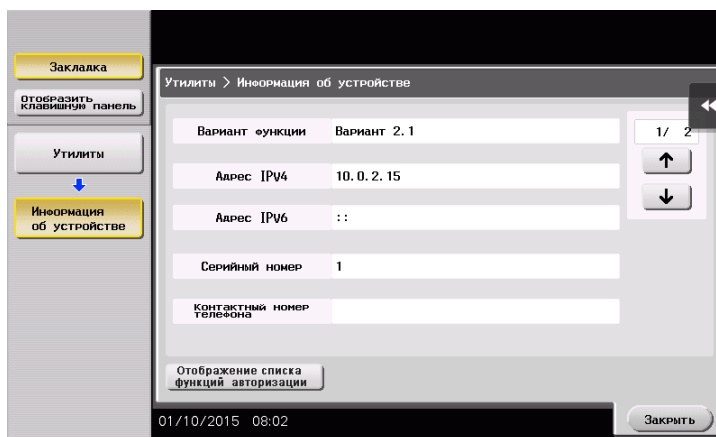 Закладка
Отобразить
клавишную панель
Утилиты
Информация
об устройстве
Утилиты > Информация об устройстве
Вариант функции Вариант 2.1
Адрес IPv4 10.0.2.15
Адрес IPv6 ::
Серийный номер 1
Контактный номер
телефона
1/ 2
Отображение списка
функций авторизации
01/10/2015 08:02
Закрыть